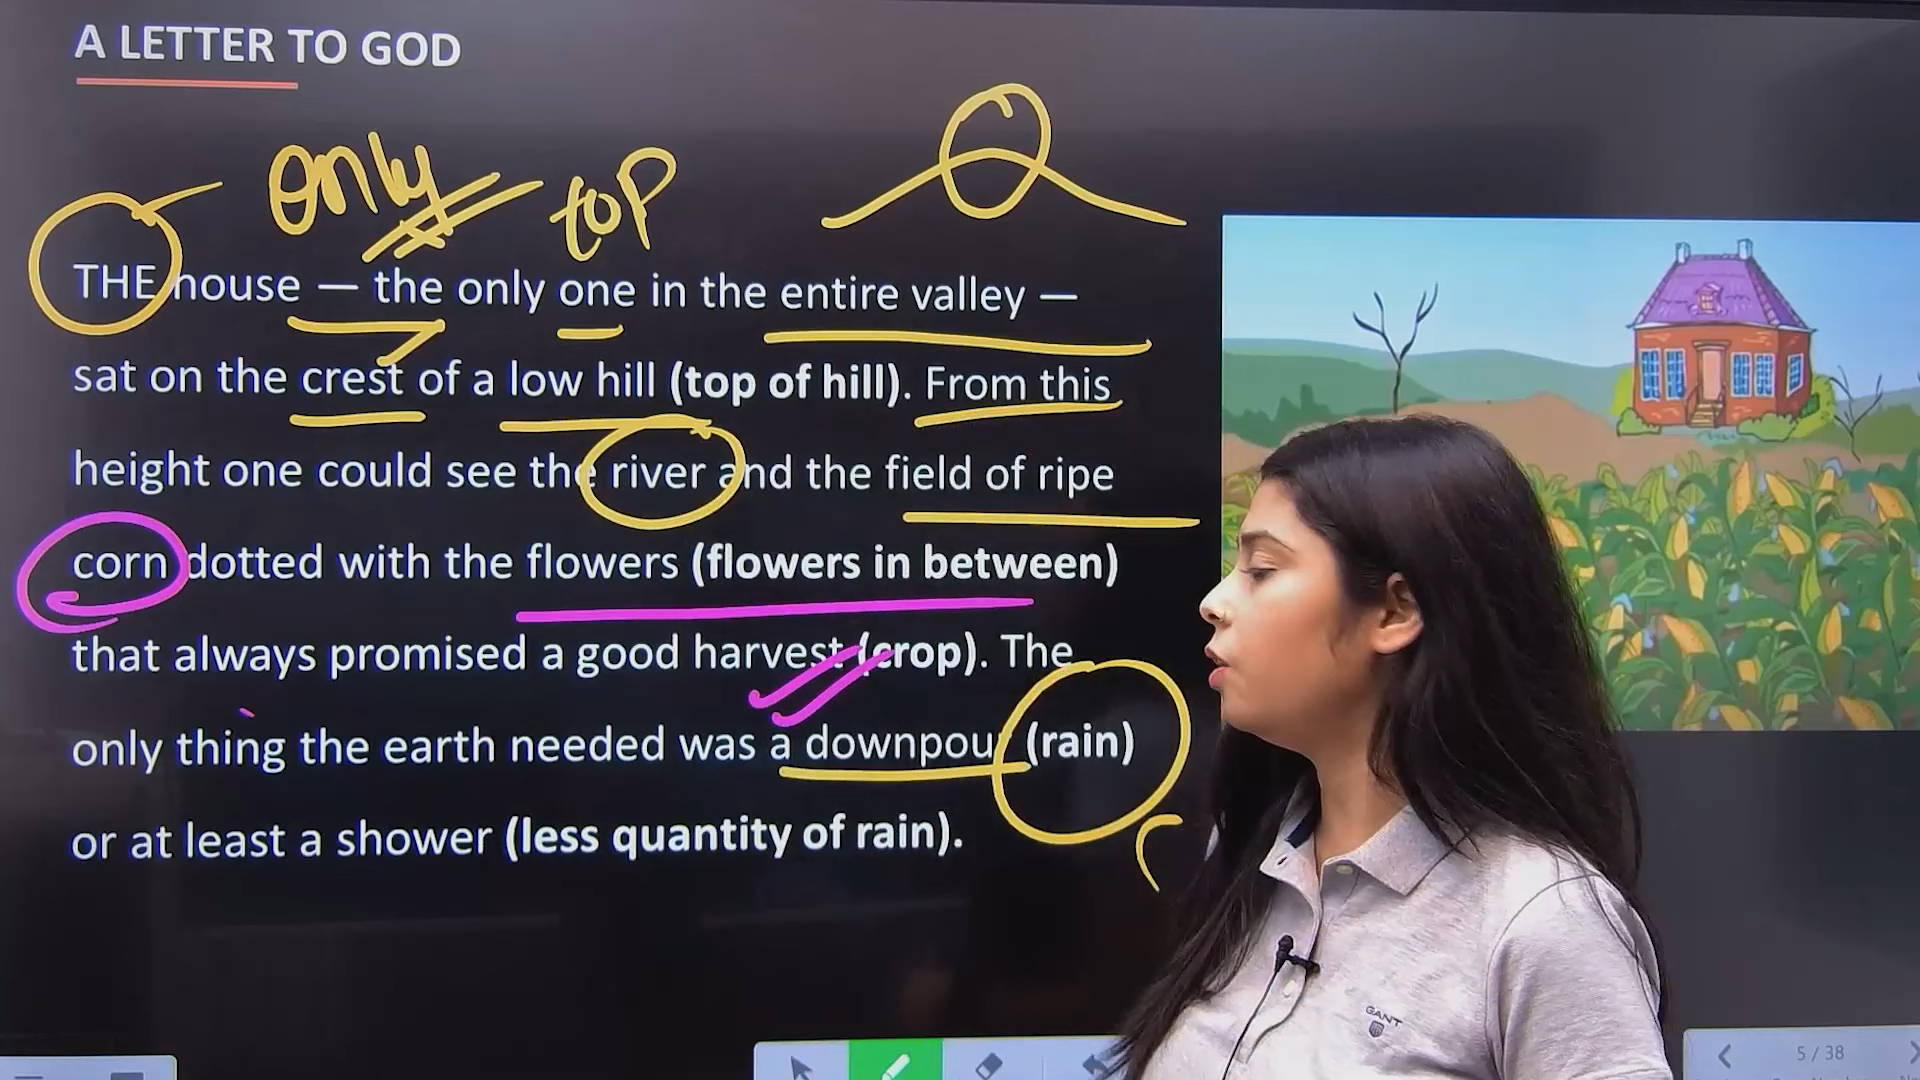 A LETTER TO GOD
only top
THE house — the only one in the entire valley —
sat on the crest of a low hill (top of hill). From this
height one could see the river and the field of ripe
corn dotted with the flowers (flowers in between)
that always promised a good harvest (crop). The
only thing the earth needed was a downpour (rain)
or at least a shower (less quantity of rain).
GANT
5 / 38